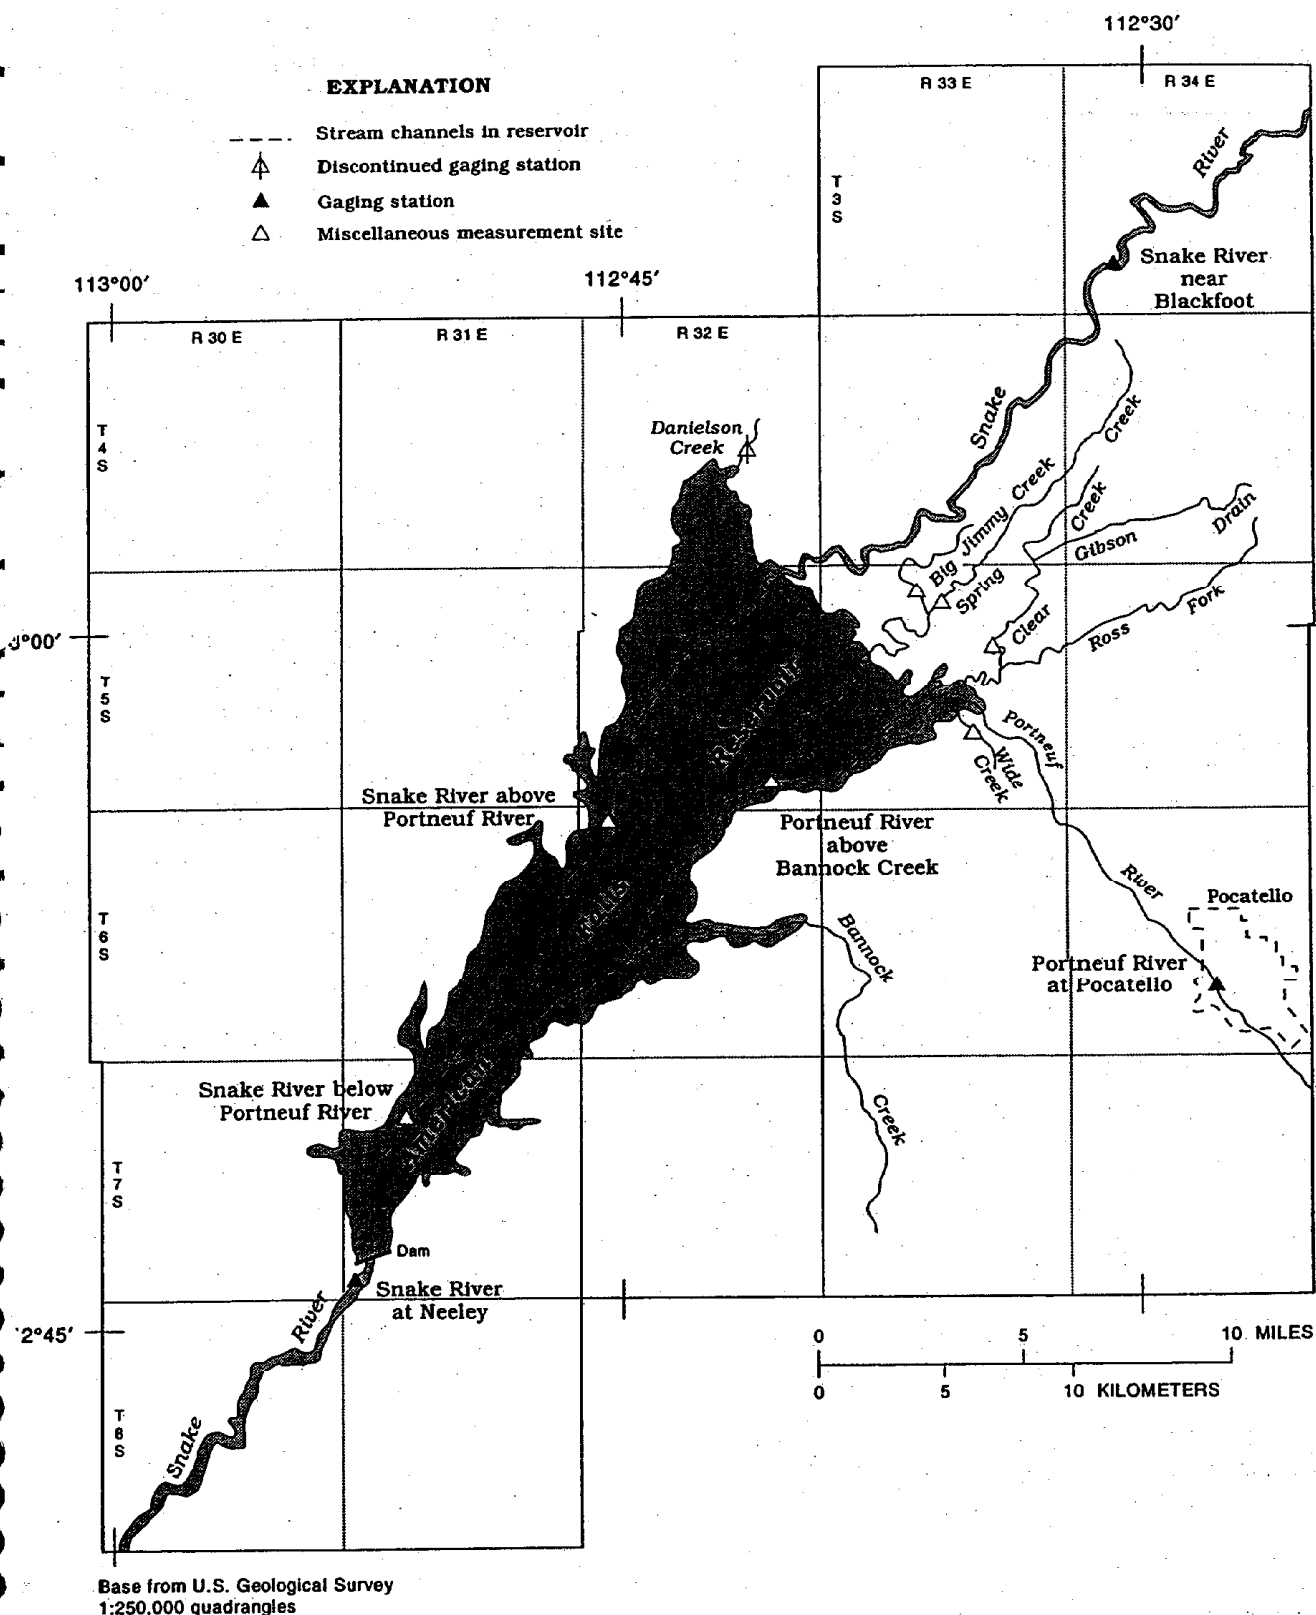 112°30′
EXPLANATION
Stream channels in reservoir
Discontinued gaging station
Gaging station
Miscellaneous measurement site
R 33 E
R 34 E
T
3
S
River
Snake River
near
Blackfoot
113°00′
112°45′
R 30 E
R 31 E
R 32 E
T
4
S
Danielson
Creek
Snake
Creek
Big Jimmy Creek
Creek
Gibson
Drain
Spring
Clear
Ross
Fork
°00′
T
5
S
Reservoir
Portneuf
Wide
Creek
Snake River above
Portneuf River
Portneuf River
above
Bannock Creek
River
Pocatello
T
6
S
Falls
Bannock
Portneuf River
at Pocatello
Snake River below
Portneuf River
American
Creek
T
7
S
Dam
Snake River
at Neeley
River
2°45′
0 5 10 MILES
0 5 10 KILOMETERS
T
8
S
Snake
Base from U.S. Geological Survey
1:250,000 quadrangles